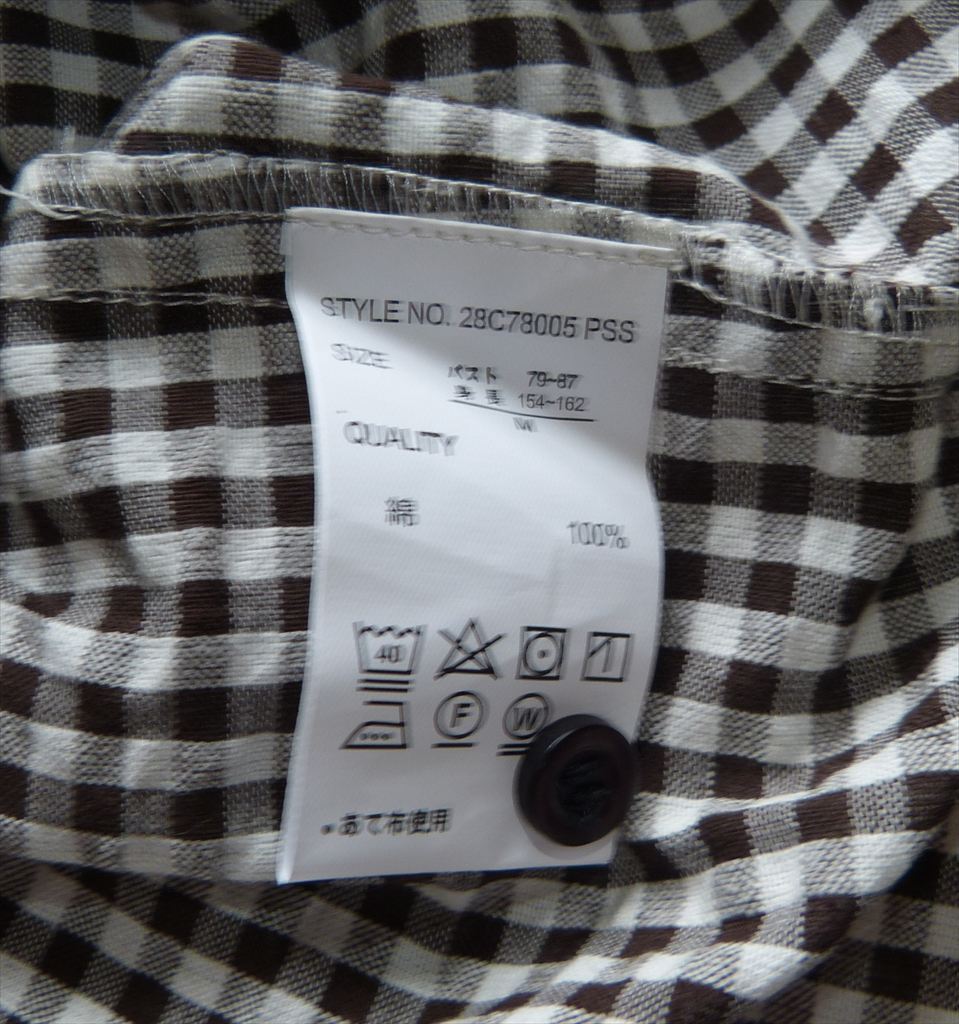 STYLE NO. 28C78005 PSS
SIZE
バスト 79~87
身 長 154~162
M
QUALITY
綿 100%
40
F W
•あて布使用